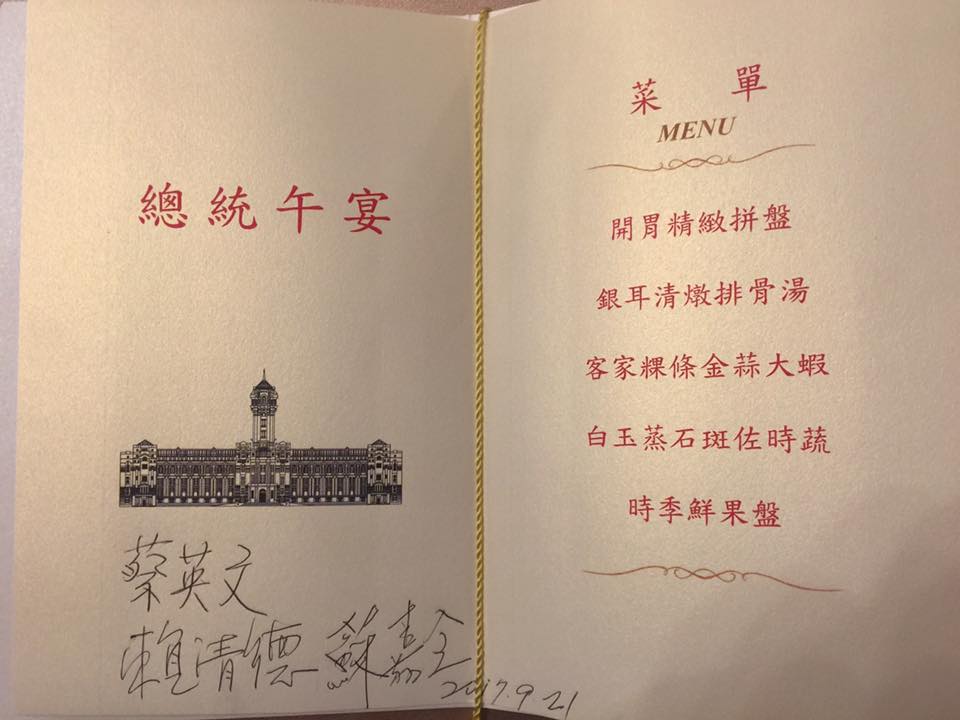 總統午宴
蔡英文
賴清德 蘇嘉全
2017.9.21
菜單
MENU
開胃精緻拼盤
銀耳清燉排骨湯
客家粿條金蒜大蝦
白玉蒸石斑佐時蔬
時季鮮果盤